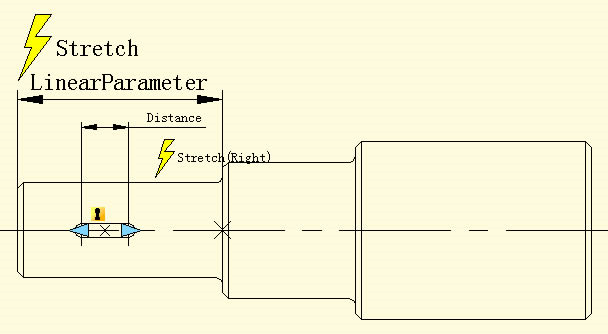 Stretch
LinearParameter
Distance
Stretch(Right)